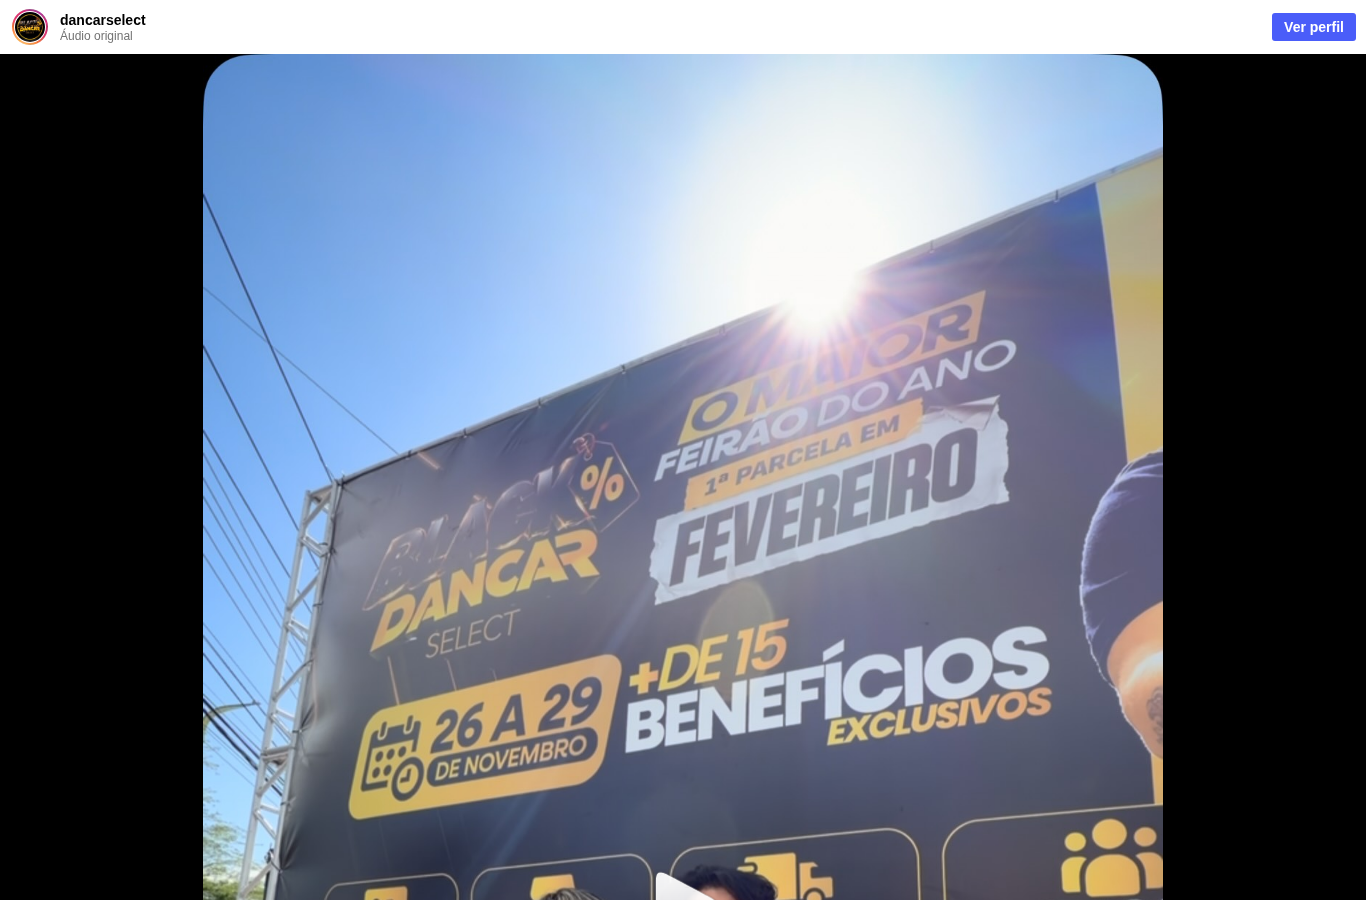 dancarselect
Áudio original
Ver perfil
O MAIOR
FEIRÃO DO ANO
1ª PARCELA EM
FEVEREIRO
BLACK %
DANCAR
SELECT
+DE 15
BENEFÍCIOS
EXCLUSIVOS
26 A 29
DE NOVEMBRO